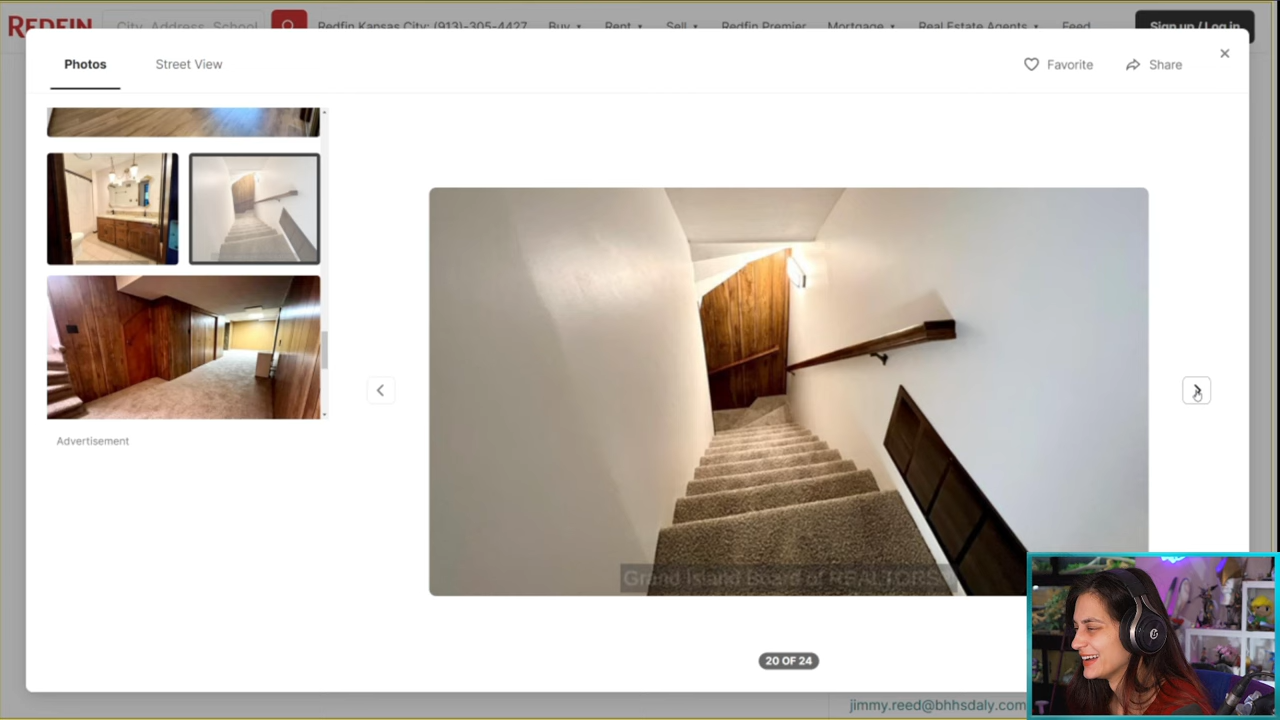 REDFIN
City, Address, School
Redfin Kansas City: (913)-305-4427
Buy
Rent
Sell
Redfin Premier
Mortgage
Real Estate Agents
Feed
Sign up / Log in
Photos
Street View
Favorite
Share
Advertisement
Grand Island Board of REALTORS
20 OF 24
jimmy.reed@bhhsdaly.com